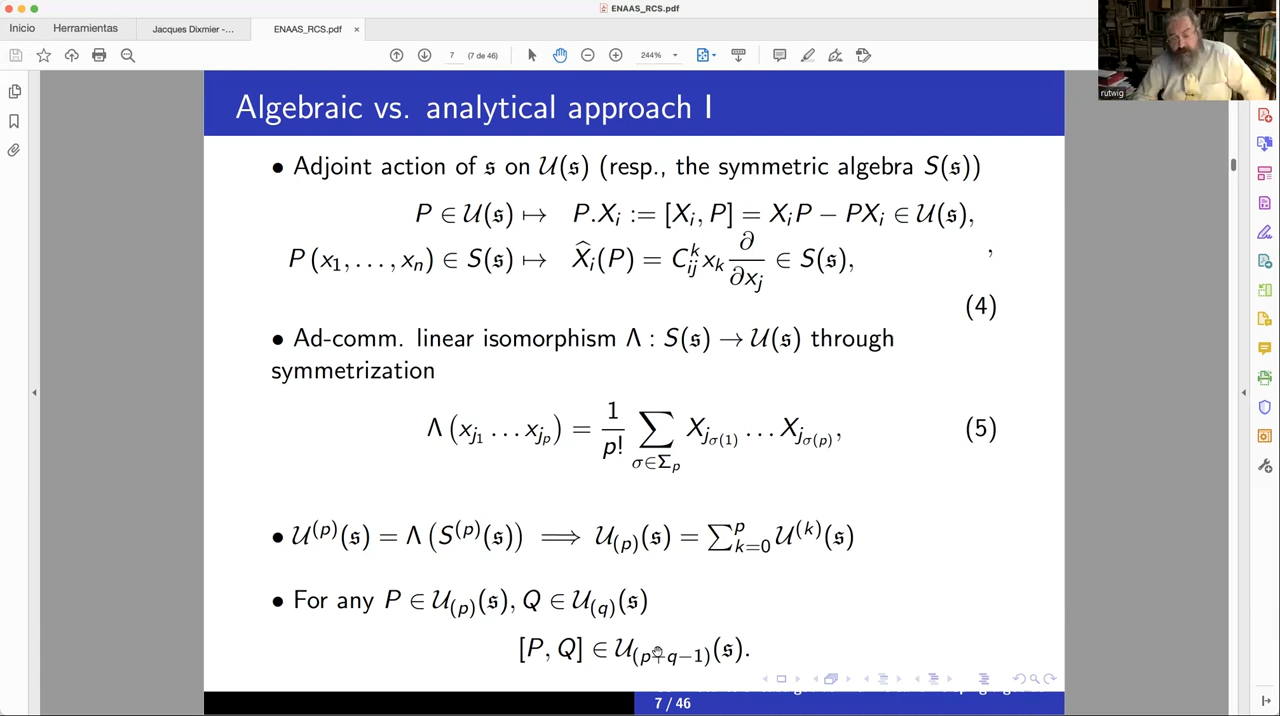 ENAAS_RCS.pdf
Inicio Herramientas Jacques Dixmier -... ENAAS_RCS.pdf ×
7 (7 de 46) 244%
rutwig
Algebraic vs. analytical approach I
• Adjoint action of 𝔰 on 𝒰(𝔰) (resp., the symmetric algebra S(𝔰))
P ∈ 𝒰(𝔰) ↦ P.X_i := [X_i, P] = X_iP − PX_i ∈ 𝒰(𝔰),
P (x_1, . . . , x_n) ∈ S(𝔰) ↦ X̂_i(P) = C_{ij}^k x_k ∂/∂x_j ∈ S(𝔰),
,
(4)
• Ad-comm. linear isomorphism Λ : S(𝔰) → 𝒰(𝔰) through
symmetrization
Λ (x_{j_1} . . . x_{j_p}) = 1/p! ∑_{σ∈Σ_p} X_{j_{σ(1)}} . . . X_{j_{σ(p)}}, (5)
• 𝒰^{(p)}(𝔰) = Λ (S^{(p)}(𝔰)) ⟹ 𝒰_{(p)}(𝔰) = ∑_{k=0}^p 𝒰^{(k)}(𝔰)
• For any P ∈ 𝒰_{(p)}(𝔰), Q ∈ 𝒰_{(q)}(𝔰)
[P, Q] ∈ 𝒰_{(p+q−1)}(𝔰).
7 / 46